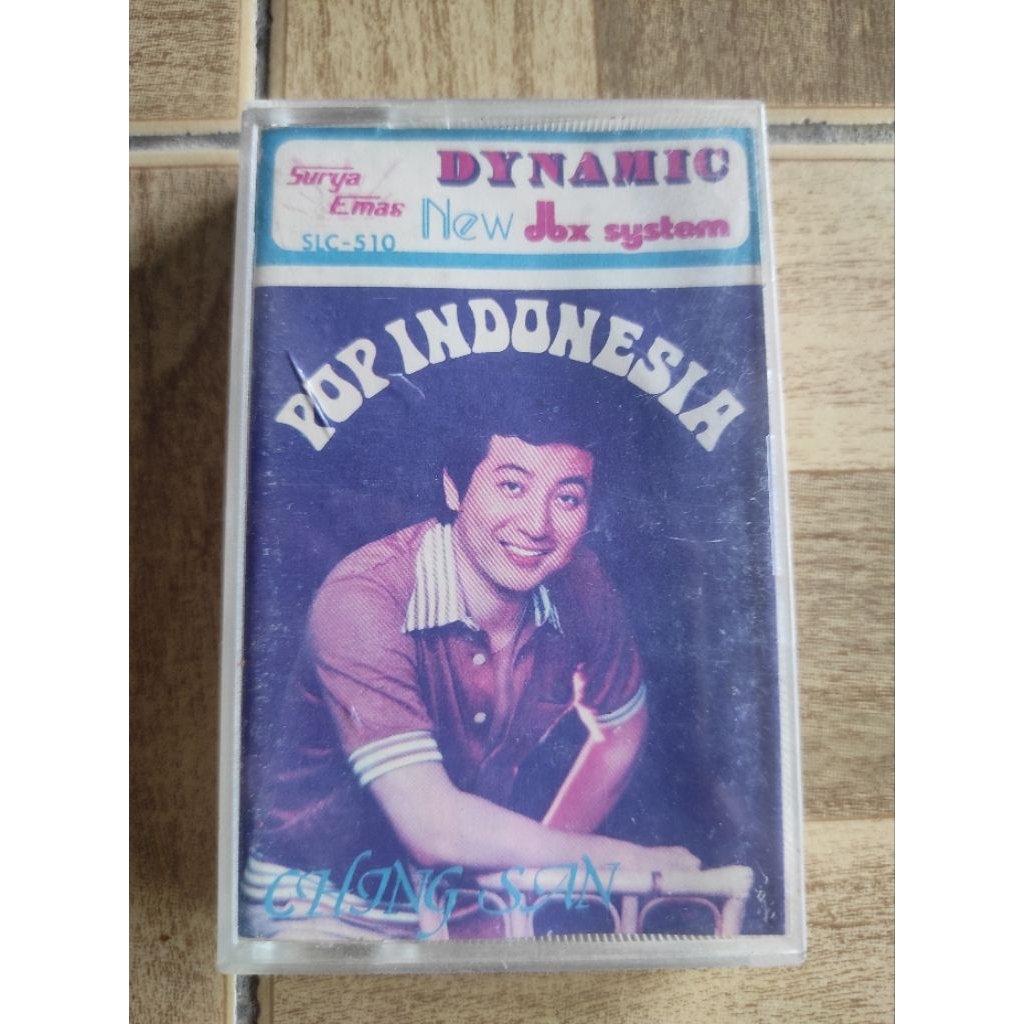 Surya
Emas
SLC-510
DYNAMIC
New dbx system
POP INDONESIA
CHING SAN